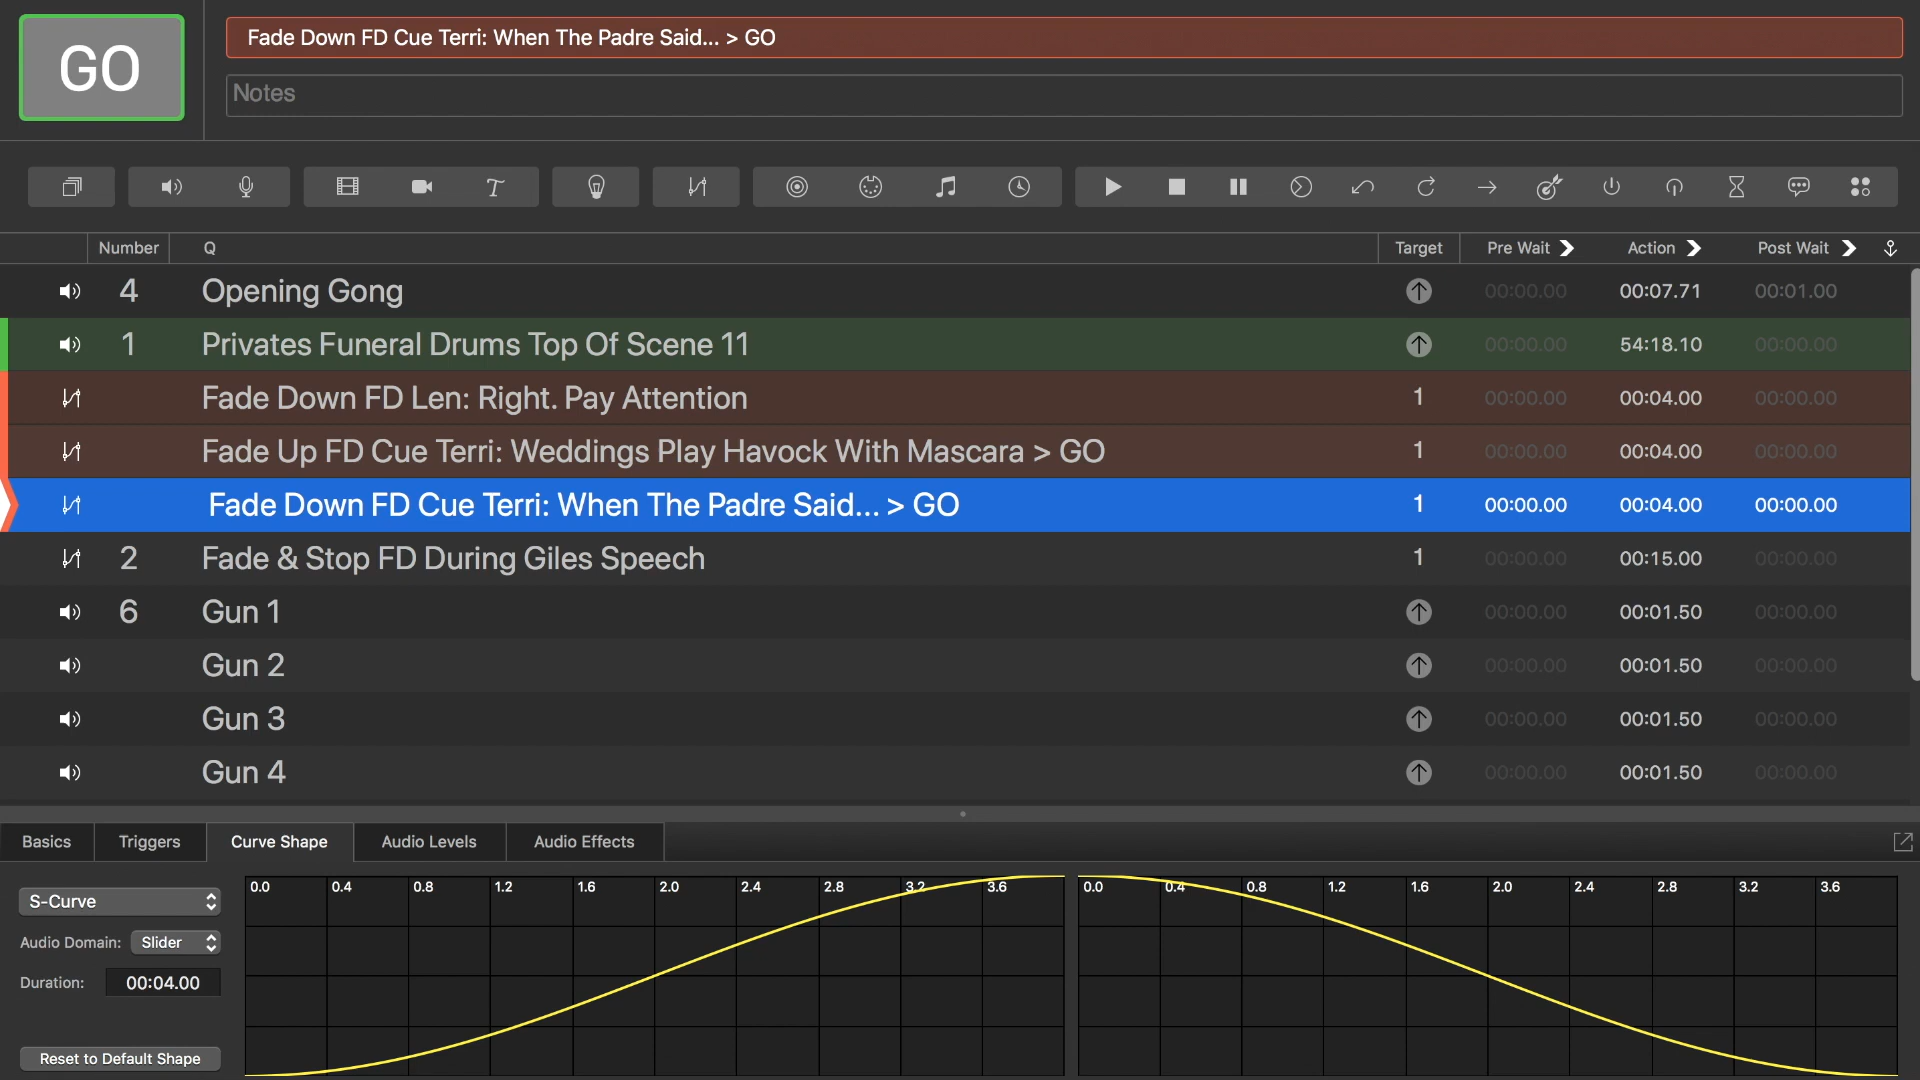 GO
Fade Down FD Cue Terri: When The Padre Said... > GO
Notes
Number Q Target Pre Wait Action Post Wait
4 Opening Gong 00:00.00 00:07.71 00:01.00
1 Privates Funeral Drums Top Of Scene 11 00:00.00 54:18.10 00:00.00
Fade Down FD Len: Right. Pay Attention 1 00:00.00 00:04.00 00:00.00
Fade Up FD Cue Terri: Weddings Play Havock With Mascara > GO 1 00:00.00 00:04.00 00:00.00
Fade Down FD Cue Terri: When The Padre Said... > GO 1 00:00.00 00:04.00 00:00.00
2 Fade & Stop FD During Giles Speech 1 00:00.00 00:15.00 00:00.00
6 Gun 1 00:00.00 00:01.50 00:00.00
Gun 2 00:00.00 00:01.50 00:00.00
Gun 3 00:00.00 00:01.50 00:00.00
Gun 4 00:00.00 00:01.50 00:00.00
Basics Triggers Curve Shape Audio Levels Audio Effects
S-Curve
Audio Domain: Slider
Duration: 00:04.00
Reset to Default Shape
0.0 0.4 0.8 1.2 1.6 2.0 2.4 2.8 3.2 3.6
0.0 0.4 0.8 1.2 1.6 2.0 2.4 2.8 3.2 3.6